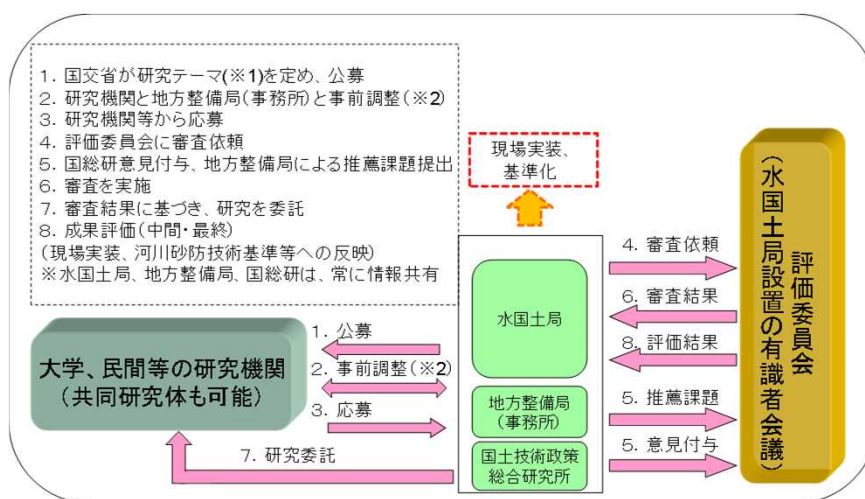 1. 国交省が研究テーマ(※1)を定め、公募
2. 研究機関と地方整備局(事務所)と事前調整(※2)
3. 研究機関等から応募
4. 評価委員会に審査依頼
5. 国総研意見付与、地方整備局による推薦課題提出
6. 審査を実施
7. 審査結果に基づき、研究を委託
8. 成果評価(中間・最終)
(現場実装、河川砂防技術基準等への反映)
※水国土局、地方整備局、国総研は、常に情報共有
現場実装、
基準化
大学、民間等の研究機関
(共同研究体も可能)
1. 公募
2. 事前調整(※2)
3. 応募
7. 研究委託
水国土局
地方整備局
(事務所)
国土技術政策
総合研究所
4. 審査依頼
6. 審査結果
8. 評価結果
5. 推薦課題
5. 意見付与
評価委員会
(水国土局設置の有識者会議)